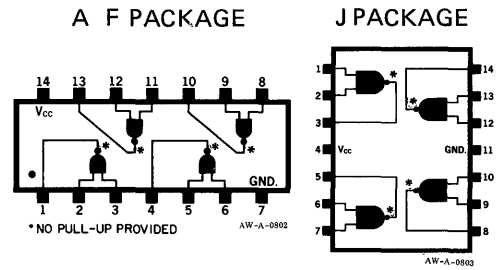 A F PACKAGE
14 13 12 11 10 9 8
VCC
* *
* *
GND.
1 2 3 4 5 6 7
* NO PULL-UP PROVIDED
AW-A-0802
J PACKAGE
1 14
* *
2 13
3 12
4 VCC GND. 11
5 10
* *
6 9
7 8
AW-A-0803